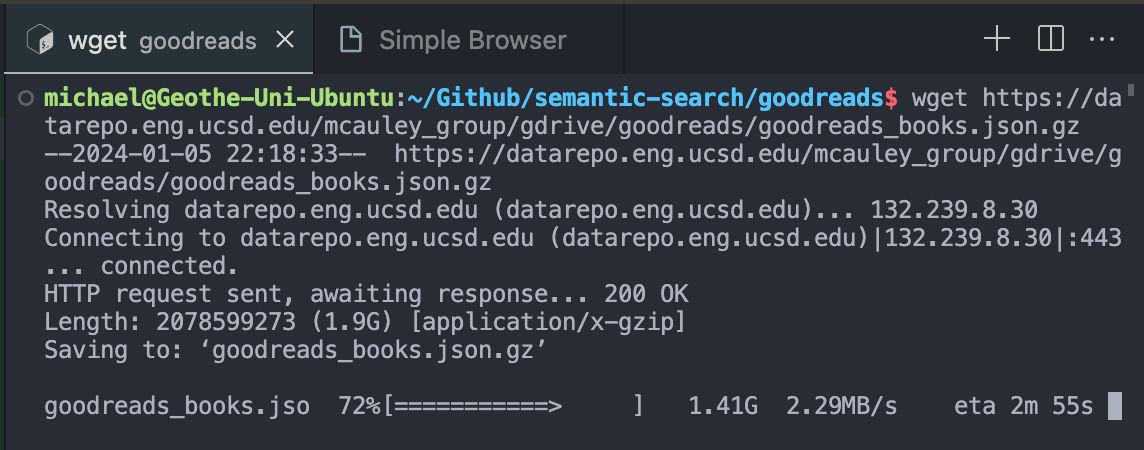 wget goodreads
Simple Browser
michael@Geothe-Uni-Ubuntu:~/Github/semantic-search/goodreads$ wget https://da
tarepo.eng.ucsd.edu/mcauley_group/gdrive/goodreads/goodreads_books.json.gz
--2024-01-05 22:18:33--  https://datarepo.eng.ucsd.edu/mcauley_group/gdrive/g
oodreads/goodreads_books.json.gz
Resolving datarepo.eng.ucsd.edu (datarepo.eng.ucsd.edu)... 132.239.8.30
Connecting to datarepo.eng.ucsd.edu (datarepo.eng.ucsd.edu)|132.239.8.30|:443
... connected.
HTTP request sent, awaiting response... 200 OK
Length: 2078599273 (1.9G) [application/x-gzip]
Saving to: ‘goodreads_books.json.gz’
goodreads_books.jso  72%[===========>     ]   1.41G  2.29MB/s    eta 2m 55s